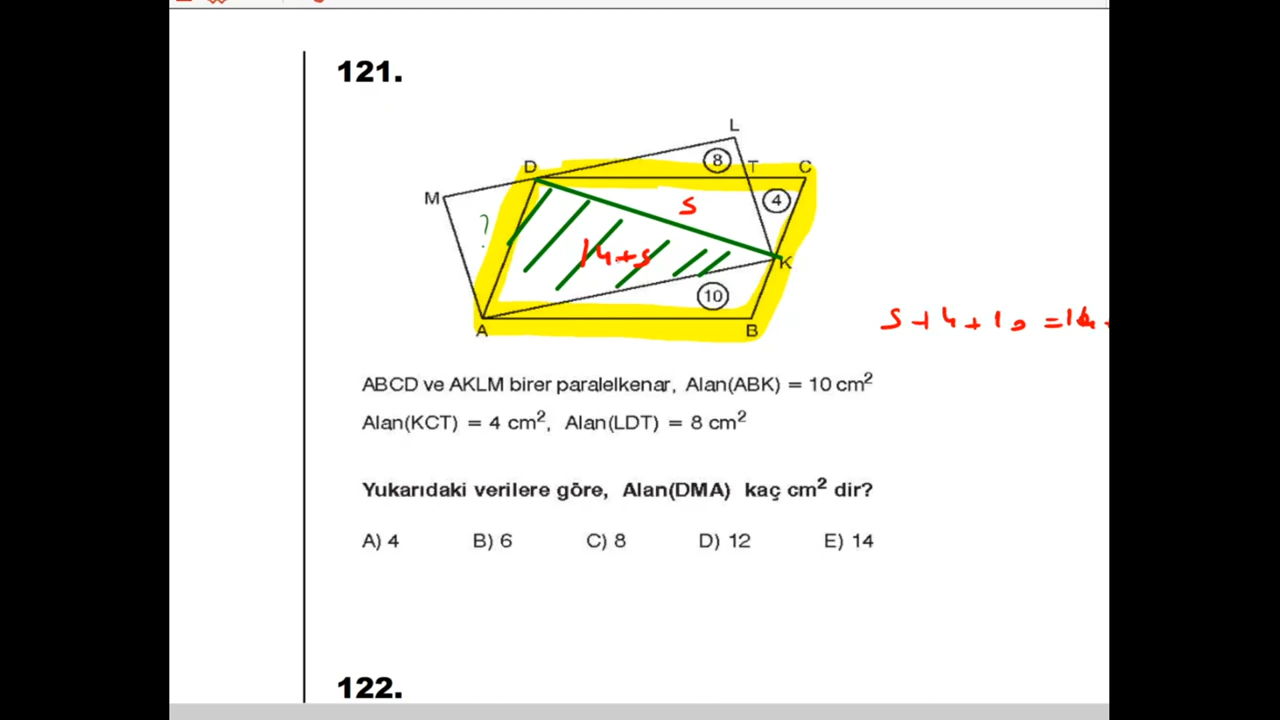 121.
L
8
T
C
D
M
S
4
?
14+S
K
10
A
B
S+4+10=14+
ABCD ve AKLM birer paralelkenar, Alan(ABK) = 10 cm²
Alan(KCT) = 4 cm², Alan(LDT) = 8 cm²
Yukarıdaki verilere göre, Alan(DMA) kaç cm² dir?
A) 4 B) 6 C) 8 D) 12 E) 14
122.